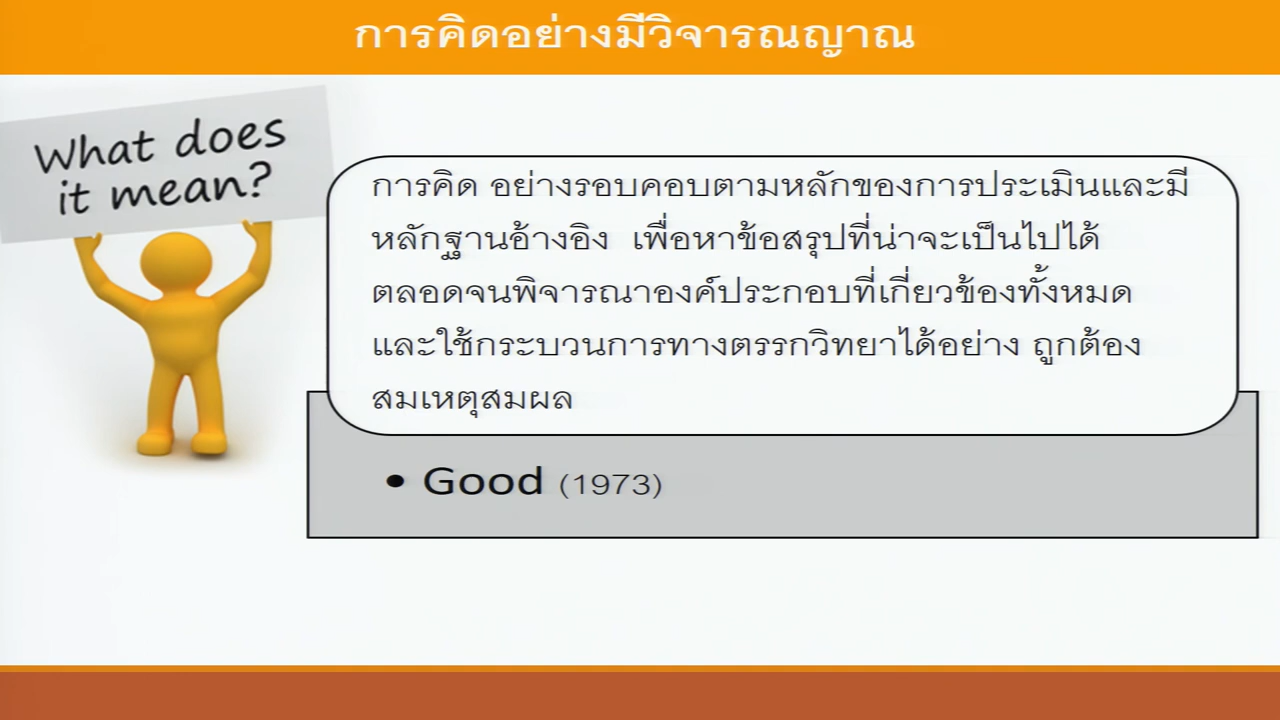 การคิดอย่างมีวิจารณญาณ
What does
it mean?
การคิด อย่างรอบคอบตามหลักของการประเมินและมี
หลักฐานอ้างอิง เพื่อหาข้อสรุปที่น่าจะเป็นไปได้
ตลอดจนพิจารณาองค์ประกอบที่เกี่ยวข้องทั้งหมด
และใช้กระบวนการทางตรรกวิทยาได้อย่าง ถูกต้อง
สมเหตุสมผล
• Good (1973)